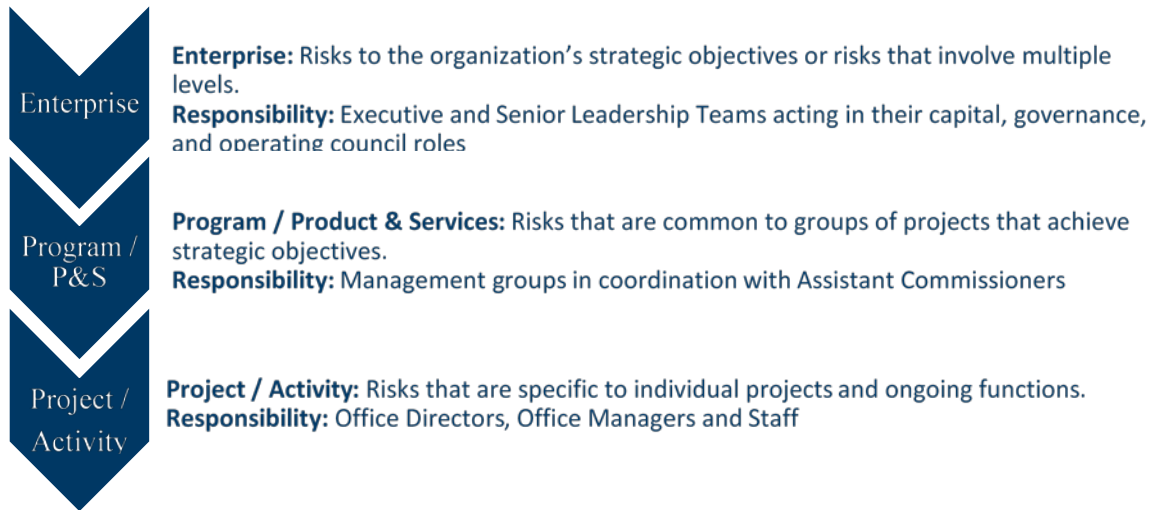 Enterprise
Enterprise: Risks to the organization’s strategic objectives or risks that involve multiple
levels.
Responsibility: Executive and Senior Leadership Teams acting in their capital, governance,
and operating council roles
Program /
P&S
Program / Product & Services: Risks that are common to groups of projects that achieve
strategic objectives.
Responsibility: Management groups in coordination with Assistant Commissioners
Project /
Activity
Project / Activity: Risks that are specific to individual projects and ongoing functions.
Responsibility: Office Directors, Office Managers and Staff